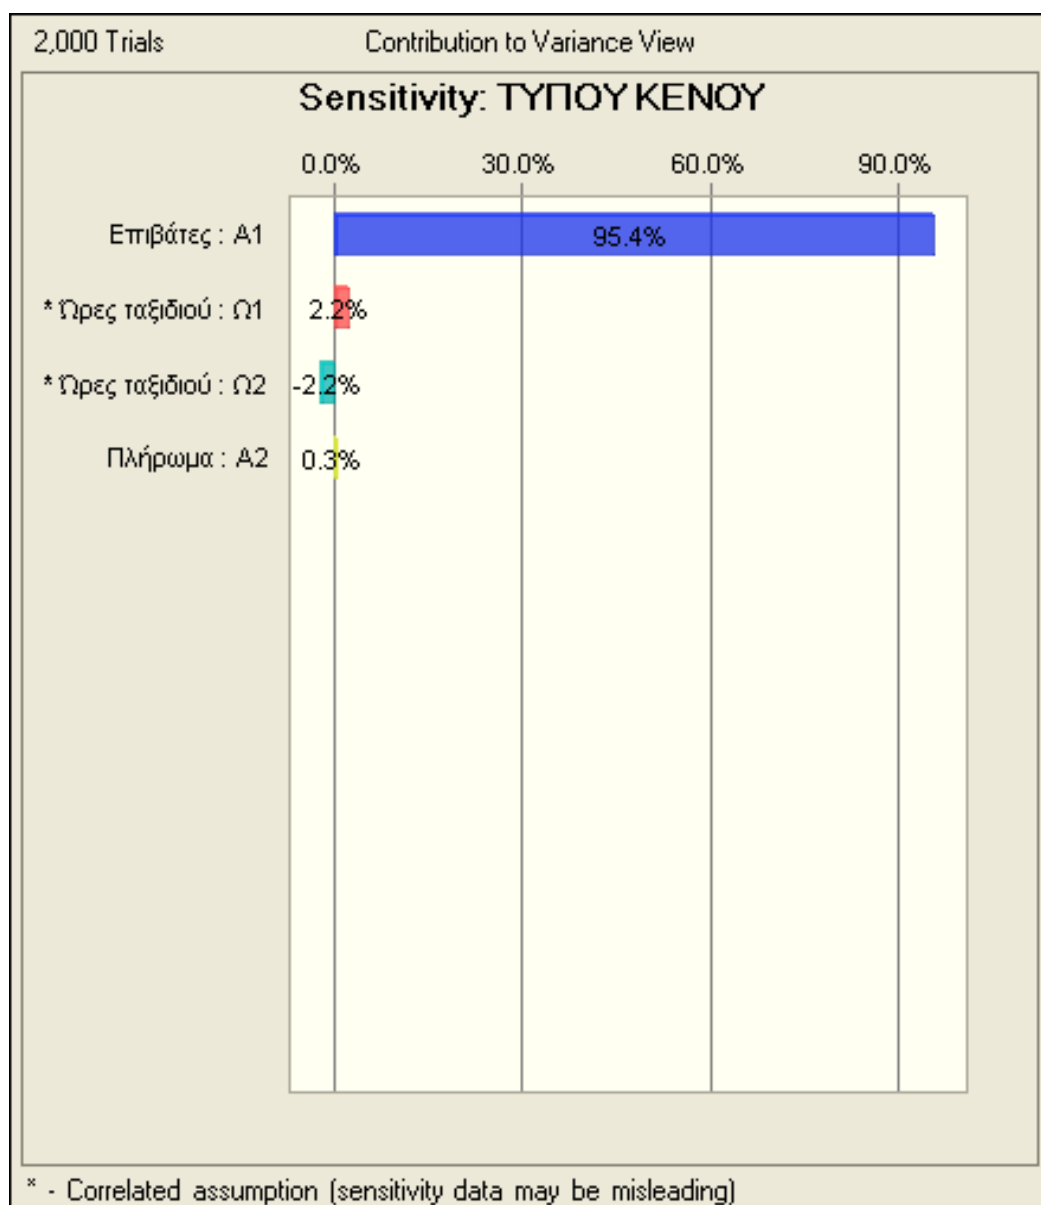 2,000 Trials Contribution to Variance View
Sensitivity: ΤΥΠΟΥ ΚΕΝΟΥ
0.0% 30.0% 60.0% 90.0%
Επιβάτες : Α1 95.4%
* Ώρες ταξιδιού : Ω1 2.2%
* Ώρες ταξιδιού : Ω2 -2.2%
Πλήρωμα : Α2 0.3%
* - Correlated assumption (sensitivity data may be misleading)